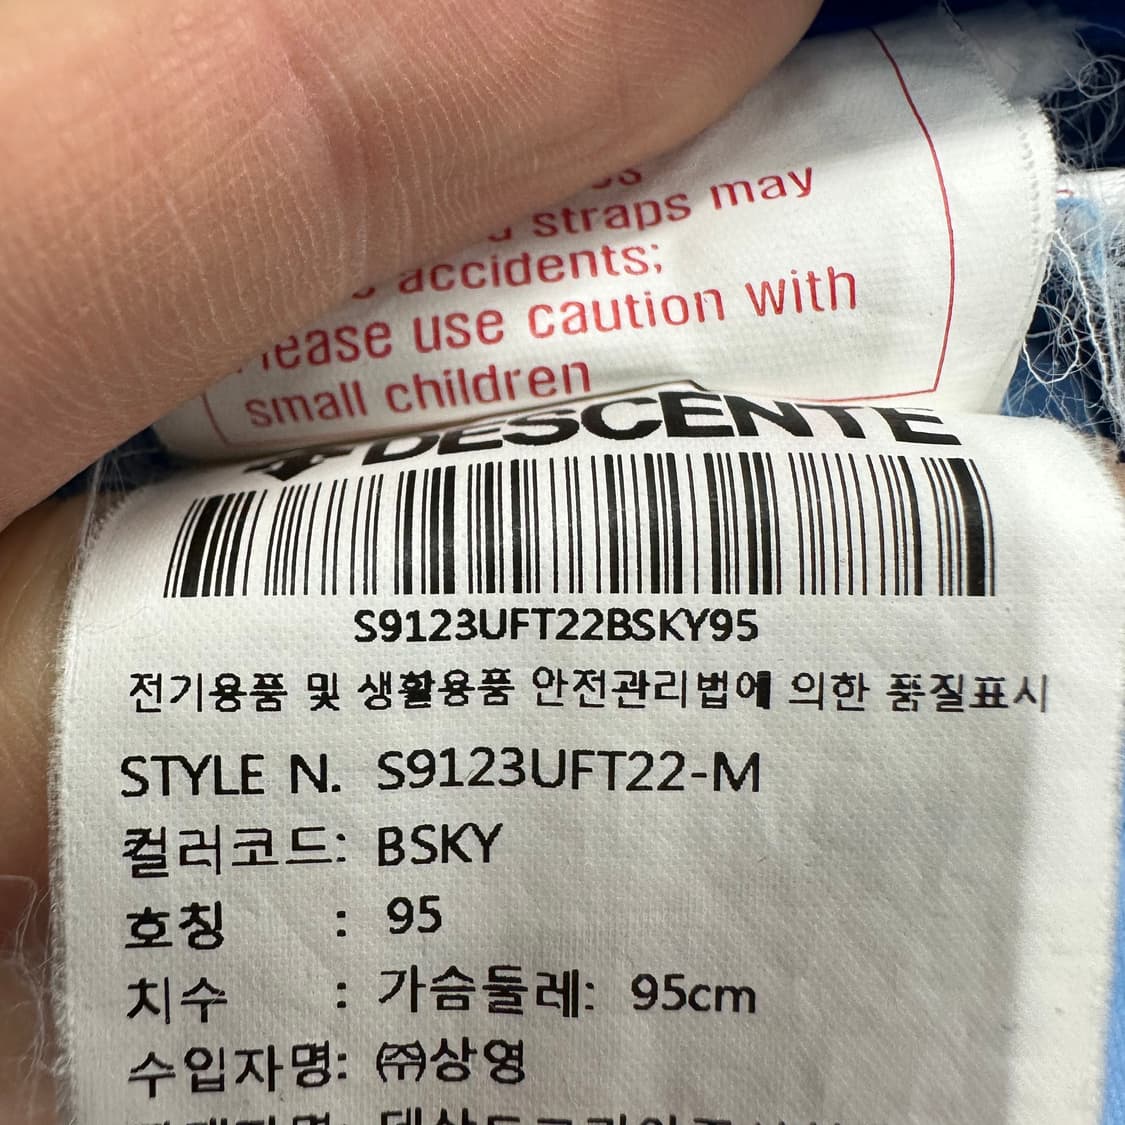 straps may
accidents;
use caution with
small children
DESCENTE
S9123UFT22BSKY95
전기용품 및 생활용품 안전관리법에 의한 품질표시
STYLE N. S9123UFT22-M
컬러코드: BSKY
호칭 : 95
치수 : 가슴둘레: 95cm
수입자명: ㈜상영